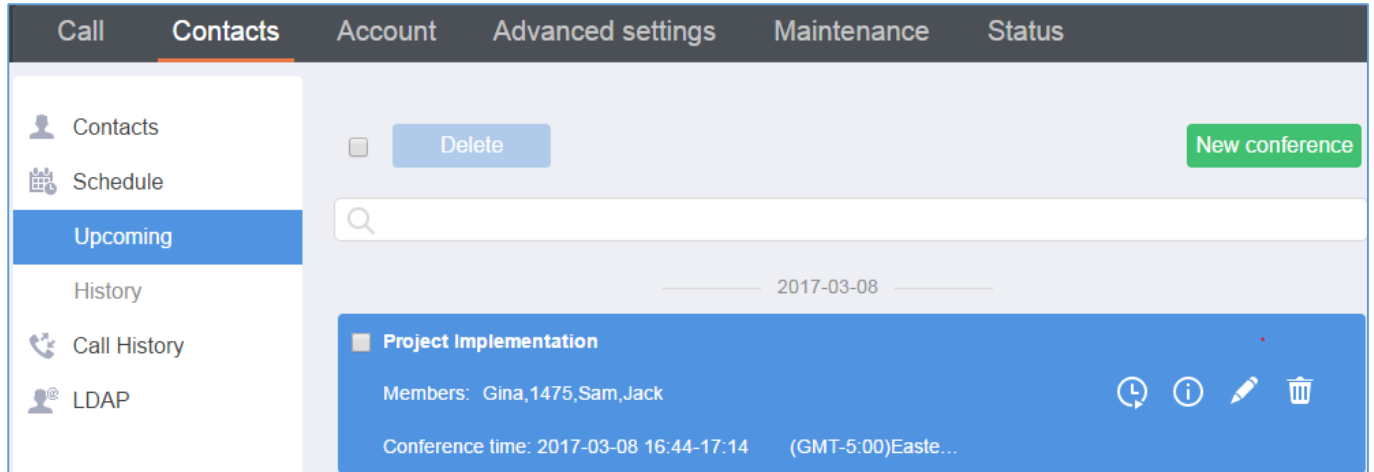 Call Contacts Account Advanced settings Maintenance Status
Contacts
Schedule
Upcoming
History
Call History
LDAP
Delete
New conference
2017-03-08
Project Implementation
Members: Gina,1475,Sam,Jack
Conference time: 2017-03-08 16:44-17:14 (GMT-5:00)Easte...